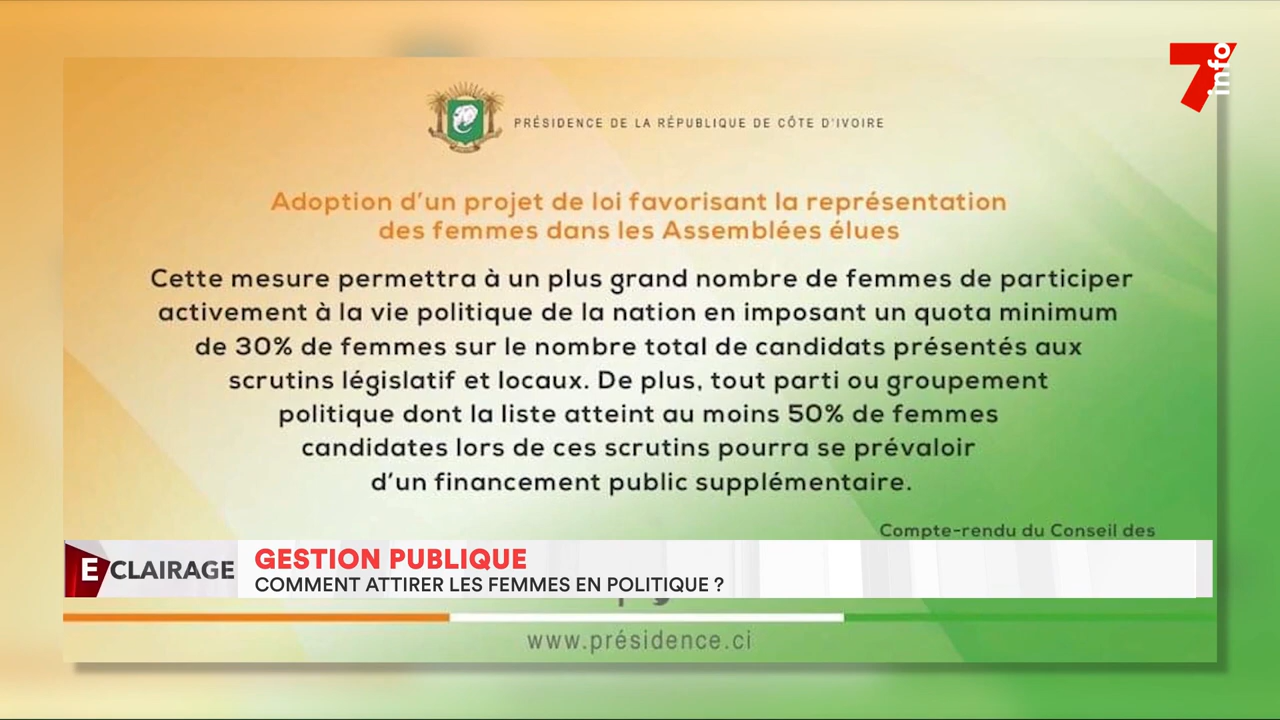 7 info
PRÉSIDENCE DE LA RÉPUBLIQUE DE CÔTE D'IVOIRE
Adoption d'un projet de loi favorisant la représentation
des femmes dans les Assemblées élues
Cette mesure permettra à un plus grand nombre de femmes de participer
activement à la vie politique de la nation en imposant un quota minimum
de 30% de femmes sur le nombre total de candidats présentés aux
scrutins législatif et locaux. De plus, tout parti ou groupement
politique dont la liste atteint au moins 50% de femmes
candidates lors de ces scrutins pourra se prévaloir
d'un financement public supplémentaire.
Compte-rendu du Conseil des
ECLAIRAGE
GESTION PUBLIQUE
COMMENT ATTIRER LES FEMMES EN POLITIQUE ?
www.présidence.ci